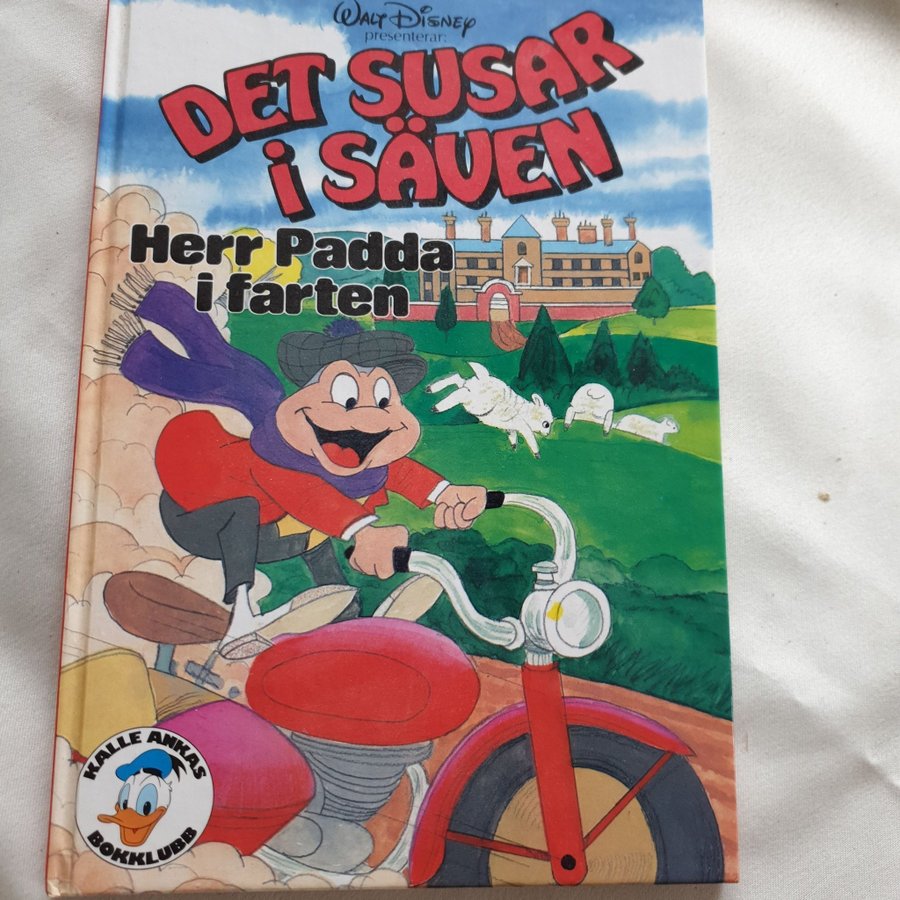 WALT DISNEY
presenterar:
DET SUSAR
i SÄVEN
Herr Padda
i farten
KALLE ANKAS
BOKKLUBB